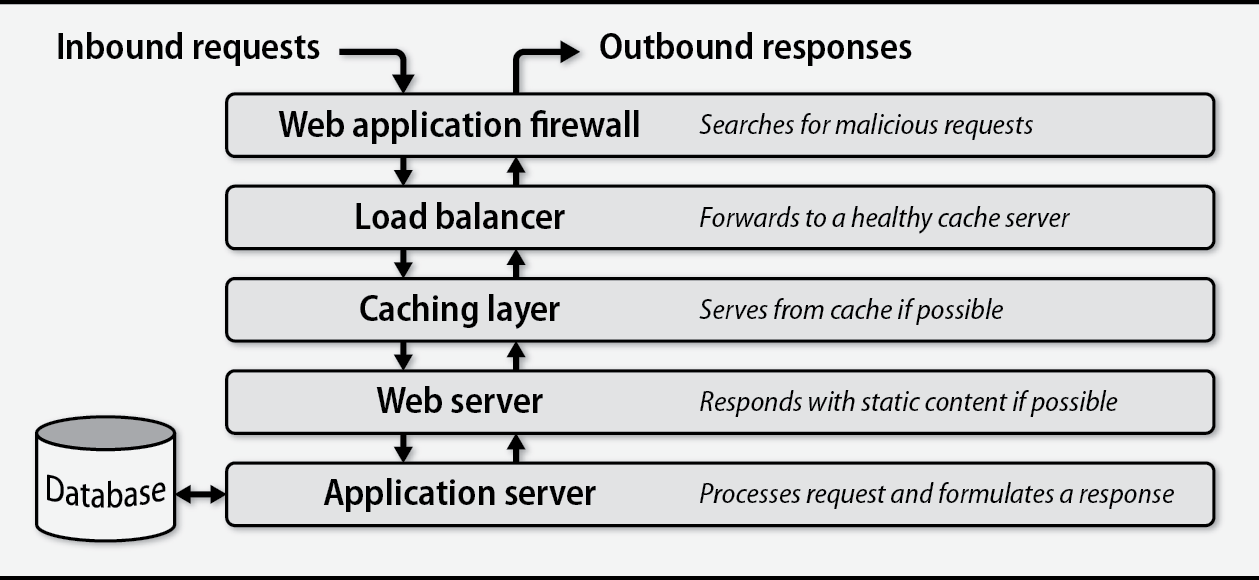 Inbound requests
Outbound responses
Web application firewall
Searches for malicious requests
Load balancer
Forwards to a healthy cache server
Caching layer
Serves from cache if possible
Web server
Responds with static content if possible
Database
Application server
Processes request and formulates a response